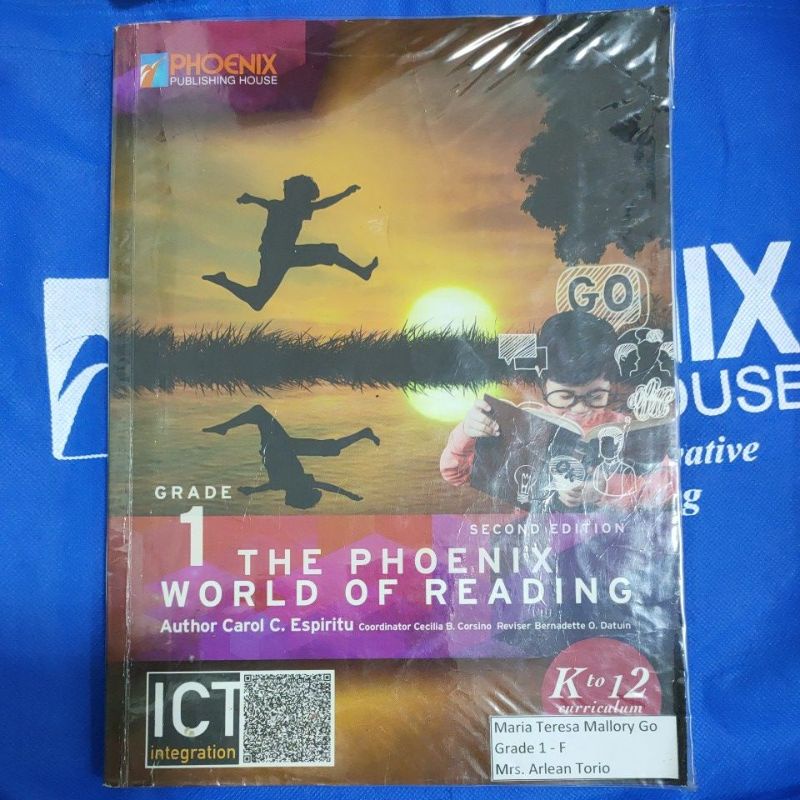 PHOENIX
PUBLISHING HOUSE
GO
GRADE
1
SECOND EDITION
THE PHOENIX
WORLD OF READING
Author Carol C. Espiritu Coordinator Cecilia B. Corsino Reviser Bernadette O. Datuin
ICT
integration
K to 12
curriculum
Maria Teresa Mallory Go
Grade 1 - F
Mrs. Arlean Torio
NIX
OUSE
ative
g